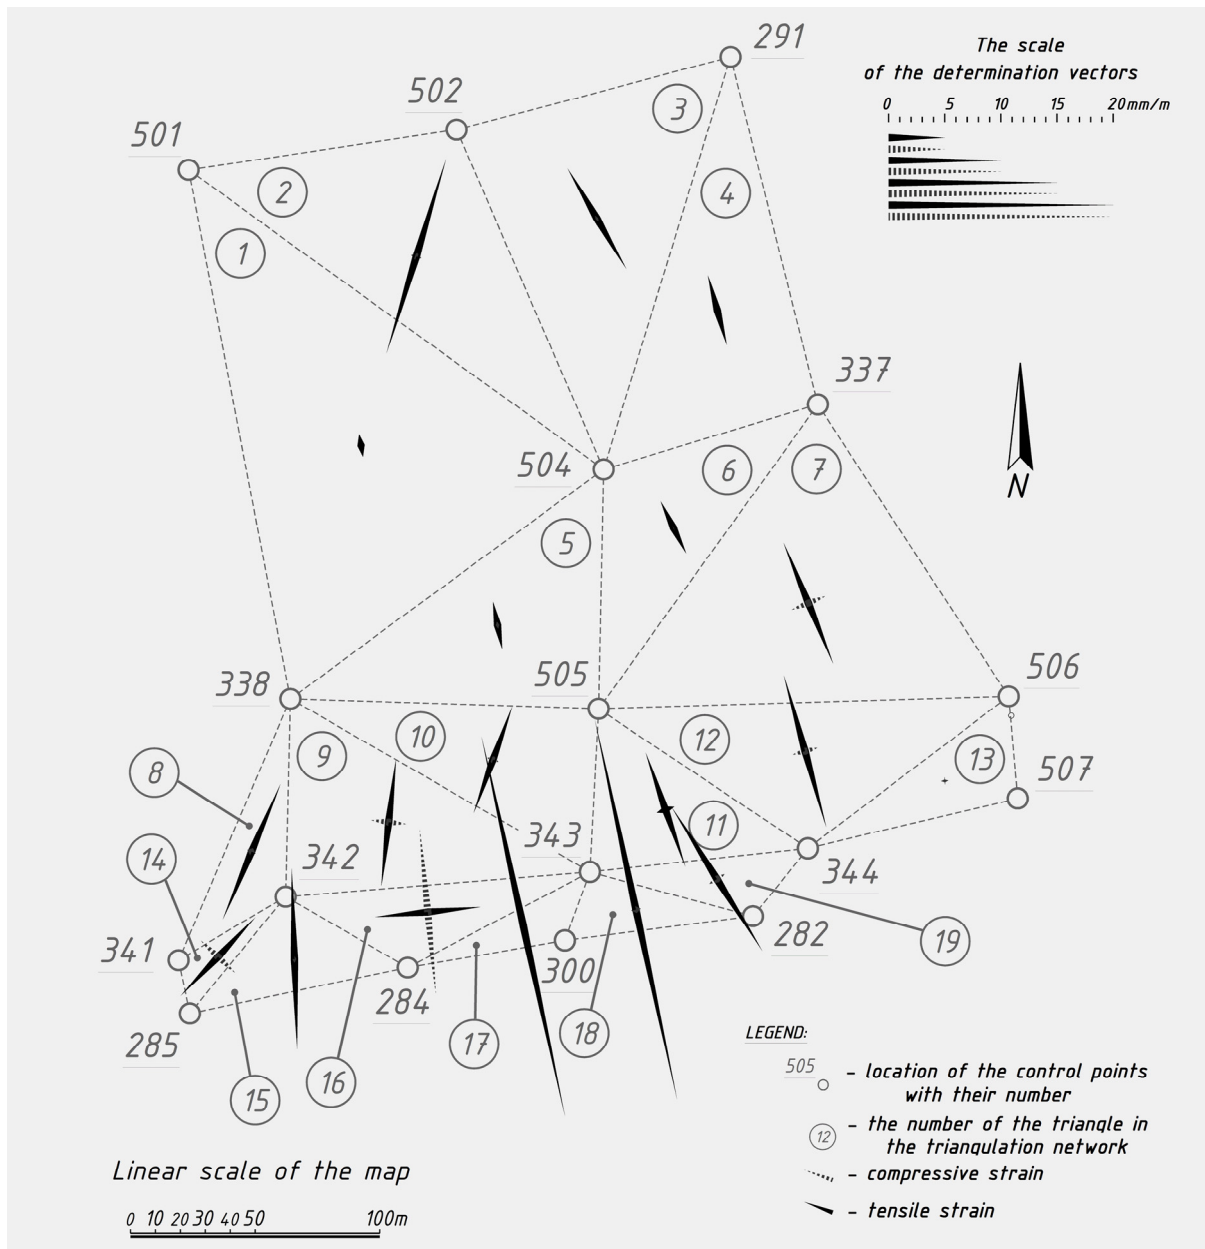 291
The scale
of the determination vectors
0 5 10 15 20 mm/m
502
501
3
2
4
1
337
N
504
6
7
5
506
338
505
10
12
9
13
507
8
11
343
14
342
344
19
341
282
300
284
285
18
17
16
15
LEGEND:
505
– location of the control points
with their number
12
– the number of the triangle in
the triangulation network
– compressive strain
– tensile strain
Linear scale of the map
0 10 20 30 40 50 100m